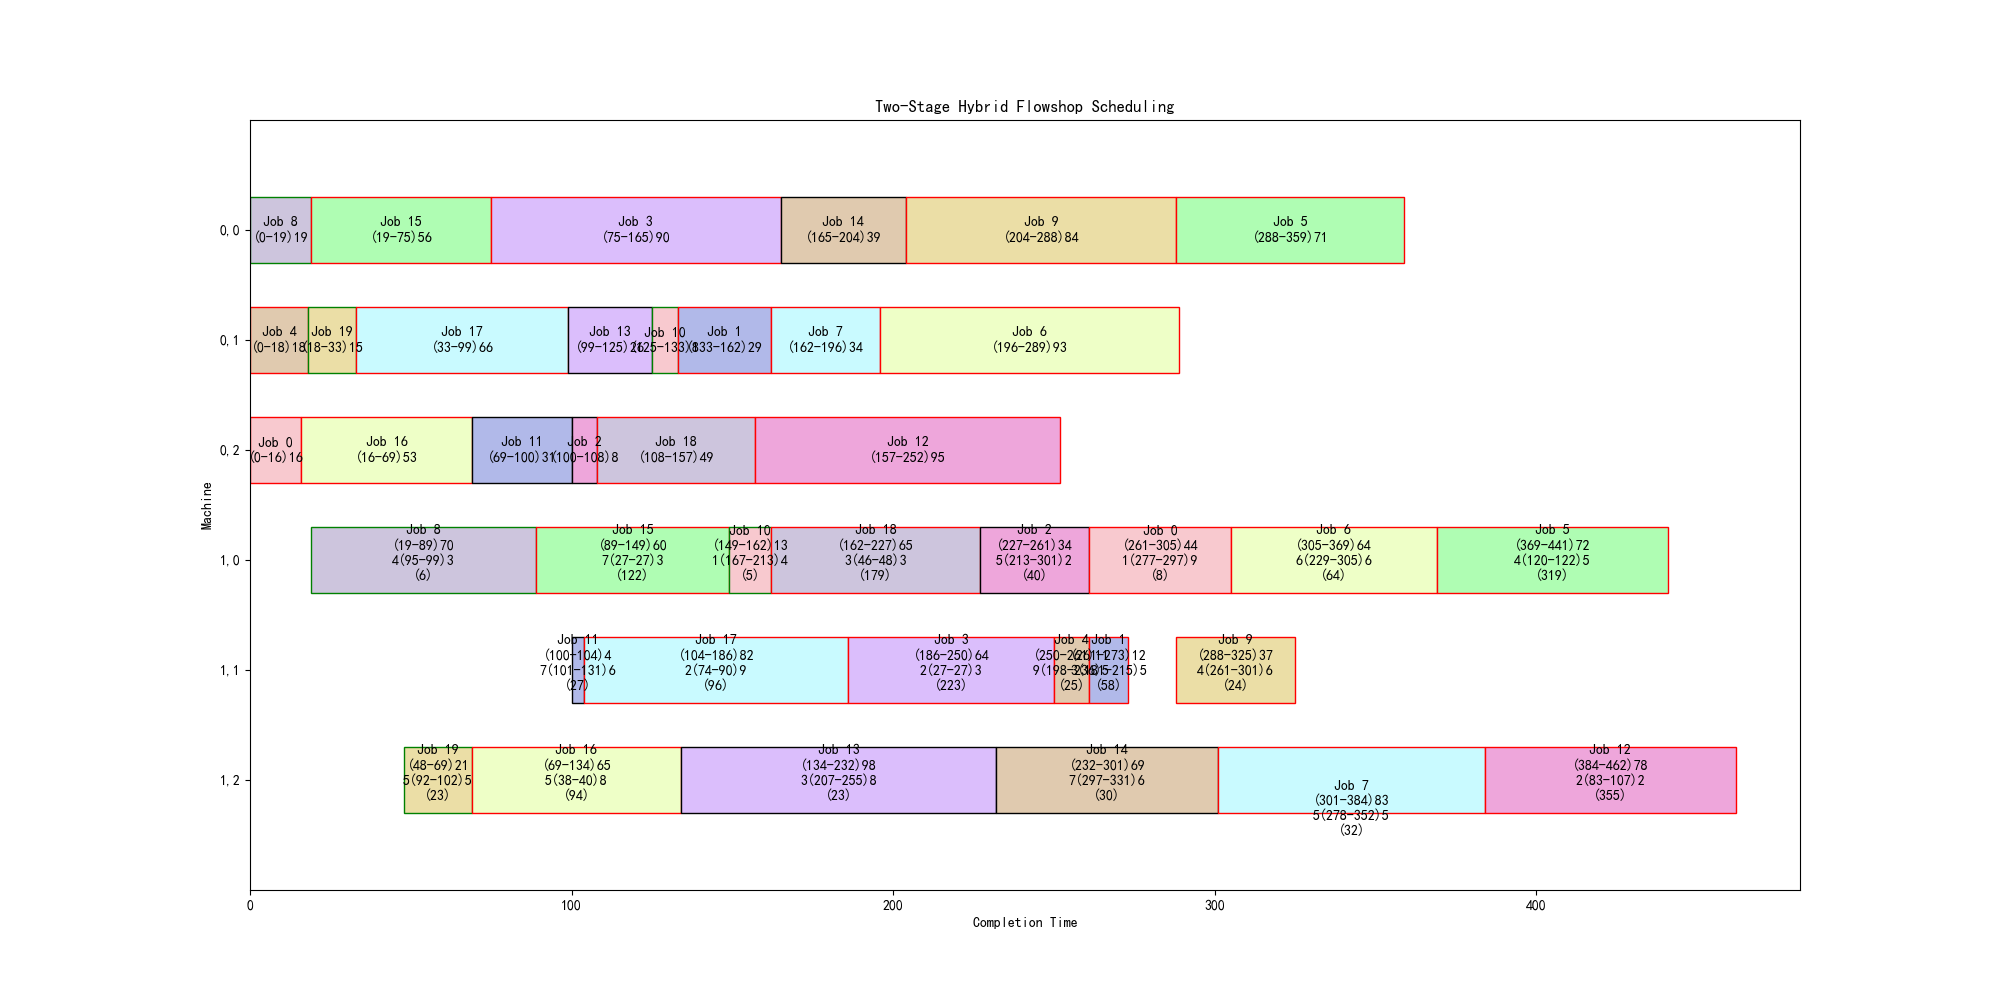 Two-Stage Hybrid Flowshop Scheduling
0,0
Job 8
(0-19)19
Job 15
(19-75)56
Job 3
(75-165)90
Job 14
(165-204)39
Job 9
(204-288)84
Job 5
(288-359)71
0,1
Job 4
(0-18)18
Job 19
(18-33)15
Job 17
(33-99)66
Job 13
(99-125)26
Job 10
(125-133)8
Job 1
(133-162)29
Job 7
(162-196)34
Job 6
(196-289)93
0,2
Job 0
(0-16)16
Job 16
(16-69)53
Job 11
(69-100)31
Job 2
(100-108)8
Job 18
(108-157)49
Job 12
(157-252)95
Machine
1,0
Job 8
(19-89)70
4(95-99)3
(6)
Job 15
(89-149)60
7(27-27)3
(122)
Job 10
(149-162)13
1(167-213)4
(5)
Job 18
(162-227)65
3(46-48)3
(179)
Job 2
(227-261)34
5(213-301)2
(40)
Job 0
(261-305)44
1(277-297)9
(8)
Job 6
(305-369)64
6(229-305)6
(64)
Job 5
(369-441)72
4(120-122)5
(319)
1,1
Job 11
(100-104)4
7(101-131)6
(27)
Job 17
(104-186)82
2(74-90)9
(96)
Job 3
(186-250)64
2(27-27)3
(223)
Job 4
(250-261)11
(25)
Job 1
(261-273)12
(58)
Job 9
(288-325)37
4(261-301)6
(24)
1,2
Job 19
(48-69)21
5(92-102)5
(23)
Job 16
(69-134)65
5(38-40)8
(94)
Job 13
(134-232)98
3(207-255)8
(23)
Job 14
(232-301)69
7(297-331)6
(30)
Job 7
(301-384)83
5(278-352)5
(32)
Job 12
(384-462)78
2(83-107)2
(355)
0
100
200
300
400
Completion Time